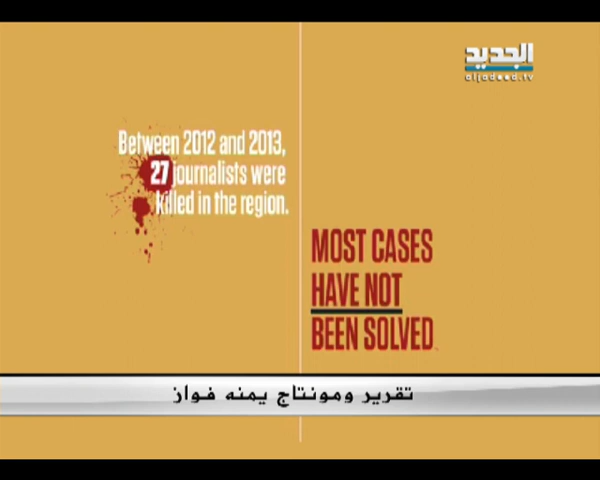 الجديد
aljadeed.tv
Between 2012 and 2013,
27 journalists were
killed in the region.
MOST CASES
HAVE NOT
BEEN SOLVED
تقرير ومونتاج يمنه فواز